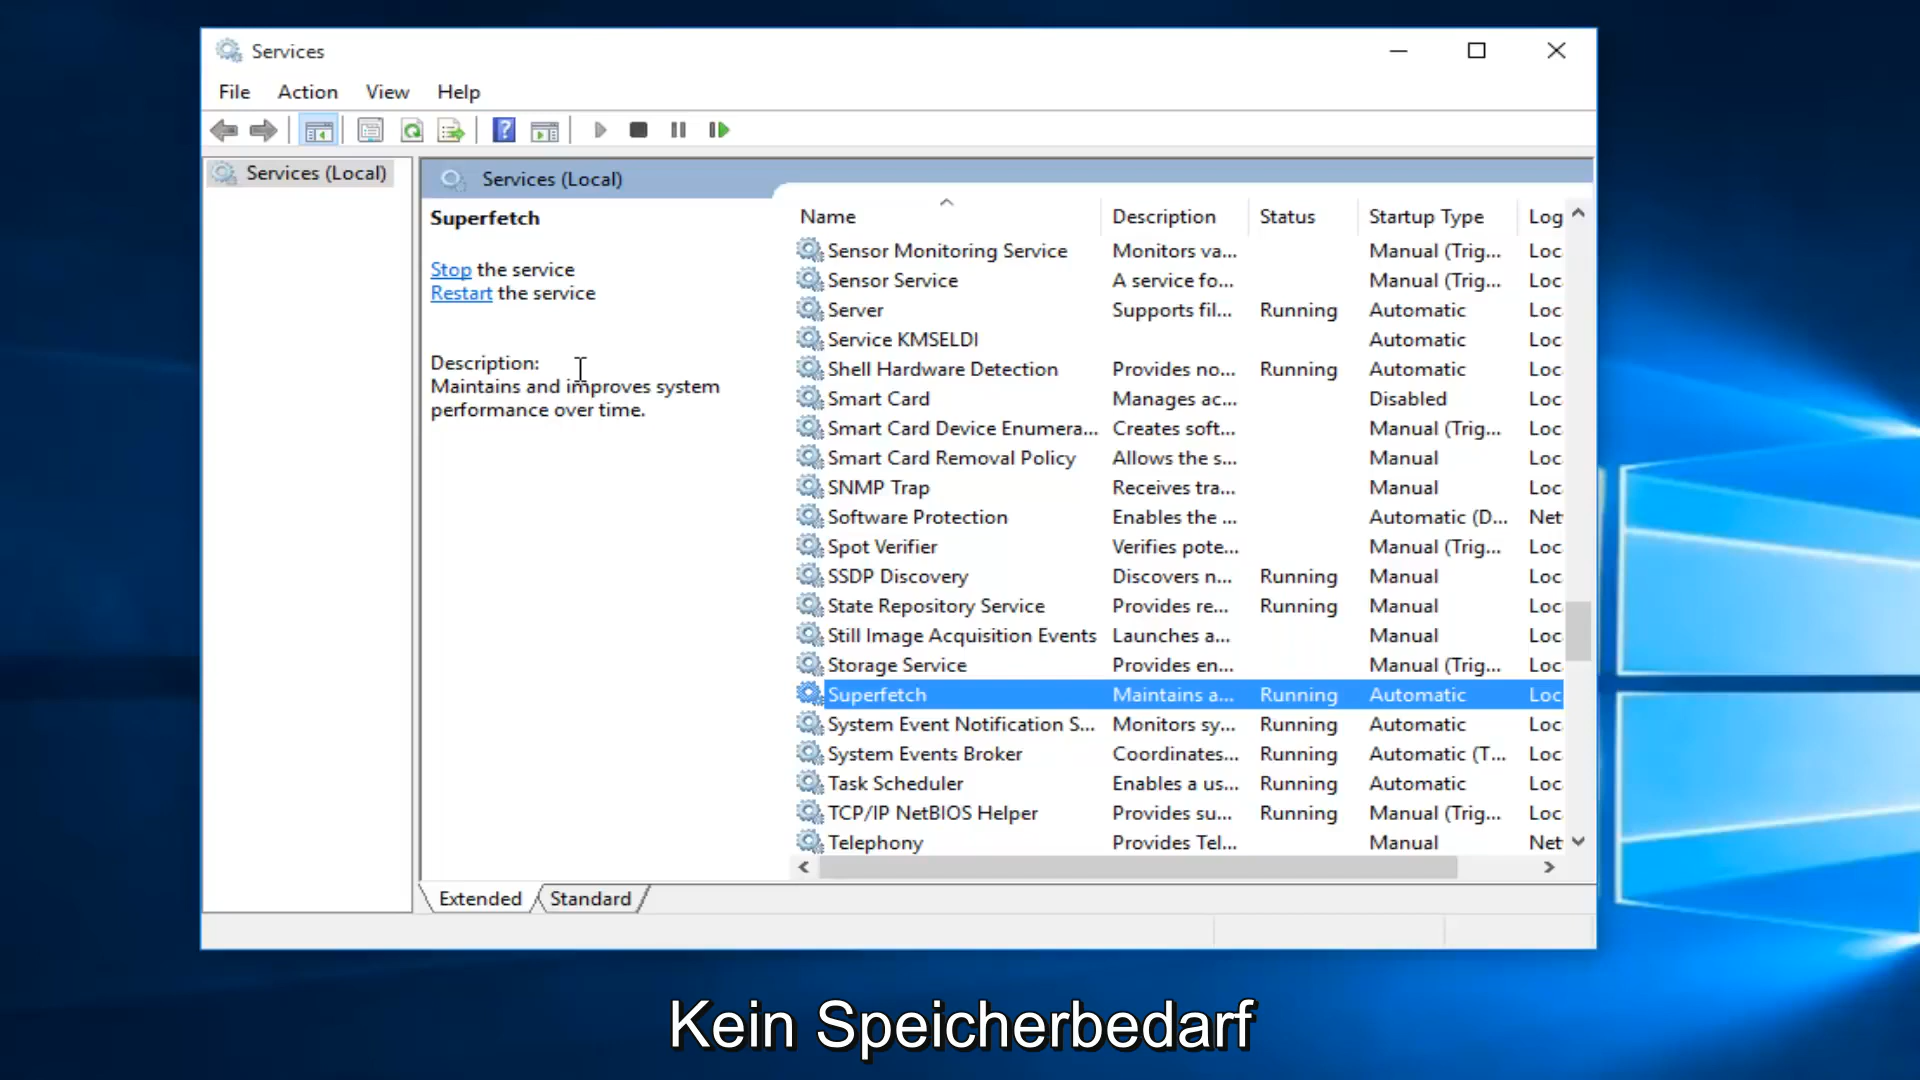 Services
File Action View Help
Services (Local)
Services (Local)
Superfetch
Stop the service
Restart the service
Description:
Maintains and improves system
performance over time.
Name Description Status Startup Type Log
Sensor Monitoring Service Monitors va... Manual (Trig... Loc
Sensor Service A service fo... Manual (Trig... Loc
Server Supports fil... Running Automatic Loc
Service KMSELDI Automatic Loc
Shell Hardware Detection Provides no... Running Automatic Loc
Smart Card Manages ac... Disabled Loc
Smart Card Device Enumera... Creates soft... Manual (Trig... Loc
Smart Card Removal Policy Allows the s... Manual Loc
SNMP Trap Receives tra... Manual Loc
Software Protection Enables the ... Automatic (D... Net
Spot Verifier Verifies pote... Manual (Trig... Loc
SSDP Discovery Discovers n... Running Manual Loc
State Repository Service Provides re... Running Manual Loc
Still Image Acquisition Events Launches a... Manual Loc
Storage Service Provides en... Manual (Trig... Loc
Superfetch Maintains a... Running Automatic Loc
System Event Notification S... Monitors sy... Running Automatic Loc
System Events Broker Coordinates... Running Automatic (T... Loc
Task Scheduler Enables a us... Running Automatic Loc
TCP/IP NetBIOS Helper Provides su... Running Manual (Trig... Loc
Telephony Provides Tel... Manual Net
Extended Standard
Kein Speicherbedarf